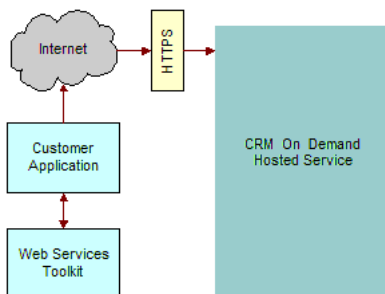 Internet
HTTPS
CRM On Demand
Hosted Service
Customer
Application
Web Services
Toolkit